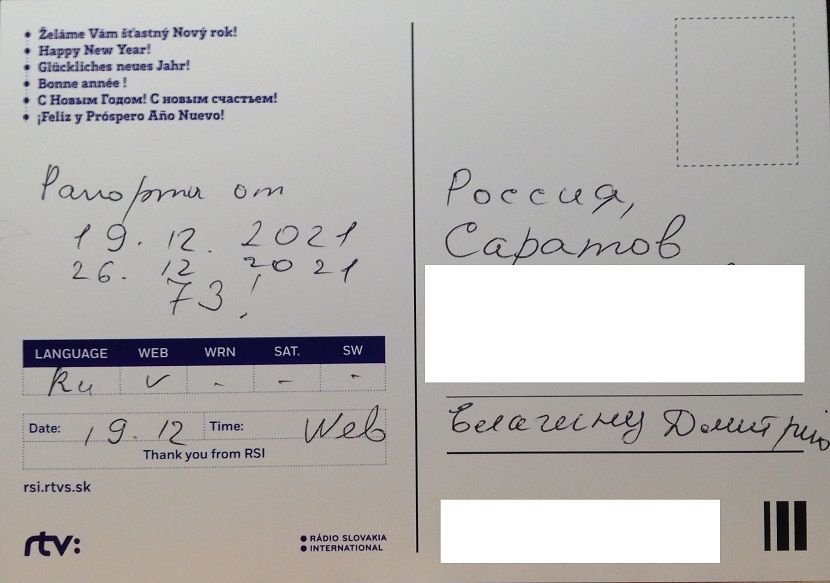 • Želáme Vám šťastný Nový rok!
• Happy New Year!
• Glückliches neues Jahr!
• Bonne année !
• С Новым Годом! С новым счастьем!
• ¡Feliz y Próspero Año Nuevo!
Рапорты от
19. 12. 2021
26. 12 2021
73!
LANGUAGE WEB WRN SAT. SW
Ru v - - -
Date: 19. 12 Time: Web
Thank you from RSI
rsi.rtvs.sk
rtv:
• RÁDIO SLOVAKIA
• INTERNATIONAL
Россия,
Саратов
Елагину Дмитрию